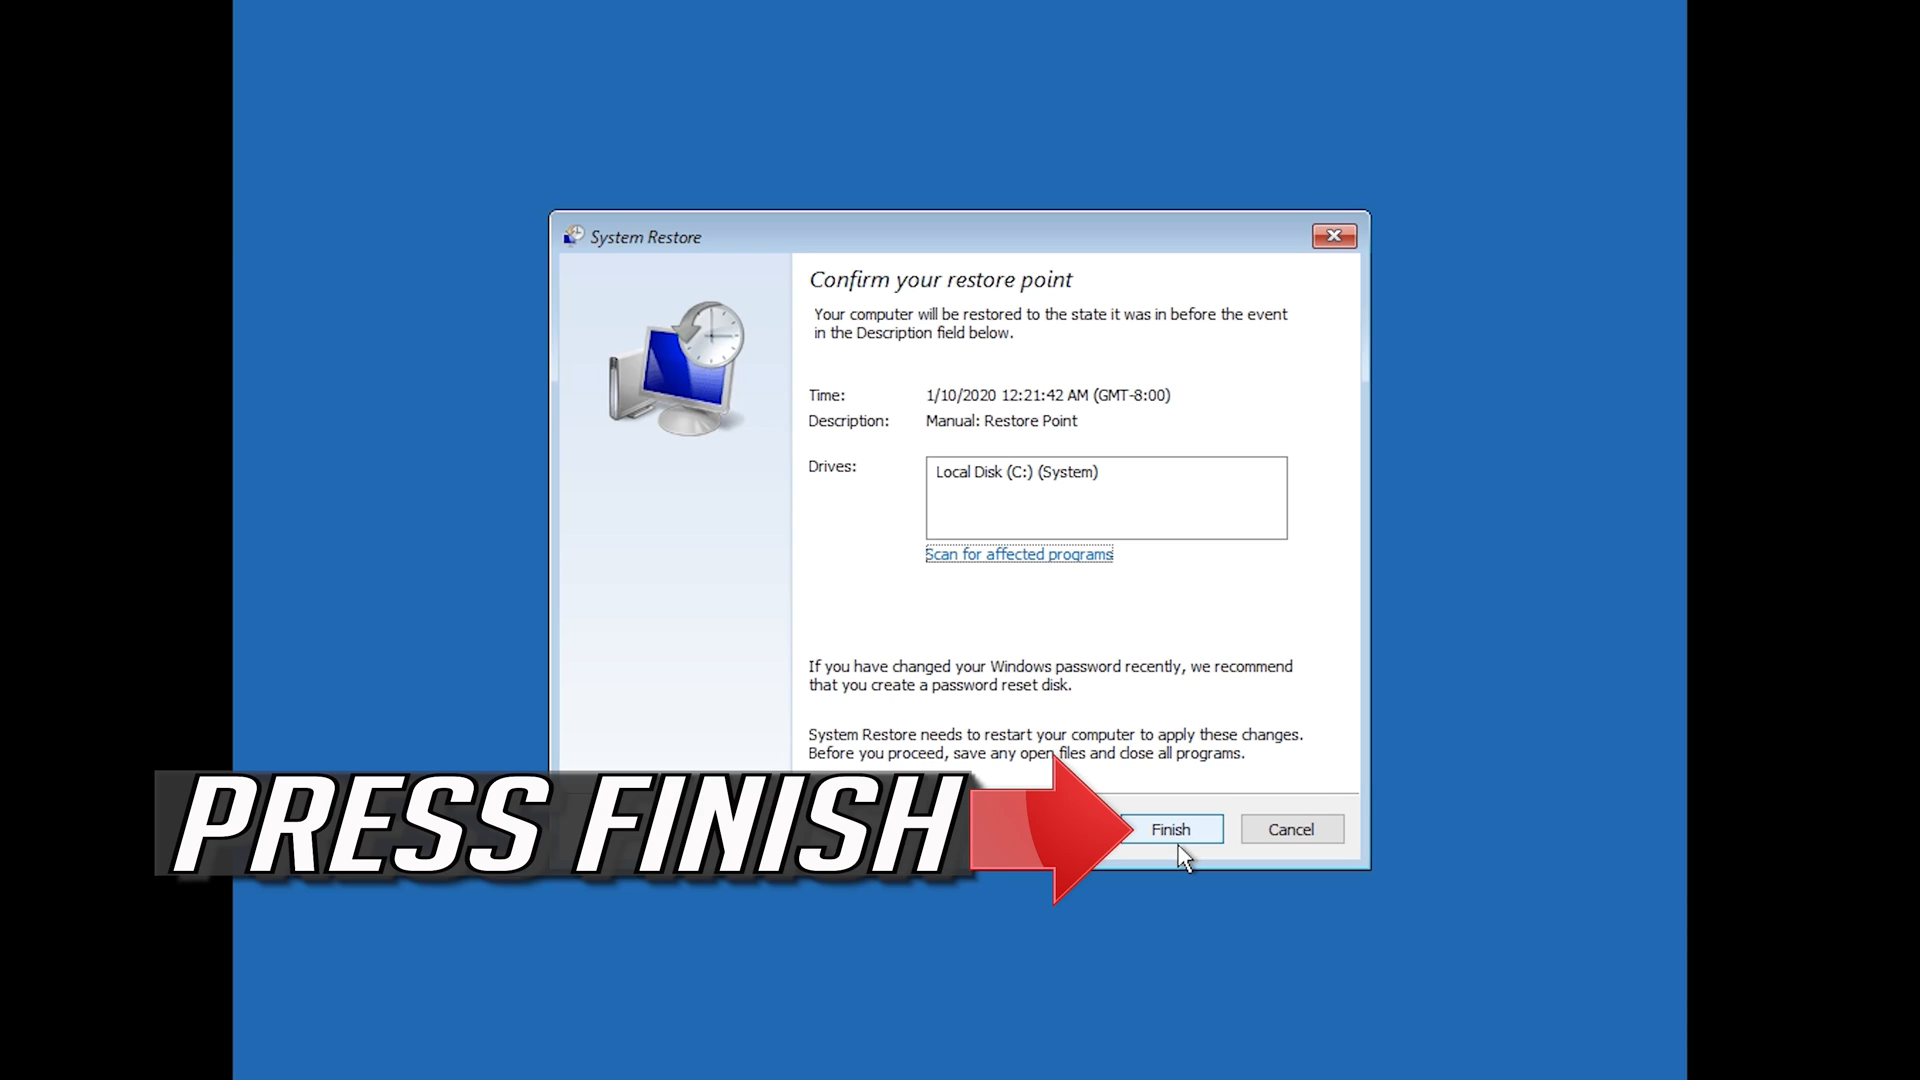 System Restore
Confirm your restore point
Your computer will be restored to the state it was in before the event
in the Description field below.
Time: 1/10/2020 12:21:42 AM (GMT-8:00)
Description: Manual: Restore Point
Drives: Local Disk (C:) (System)
Scan for affected programs
If you have changed your Windows password recently, we recommend
that you create a password reset disk.
System Restore needs to restart your computer to apply these changes.
Before you proceed, save any open files and close all programs.
PRESS FINISH
Finish Cancel